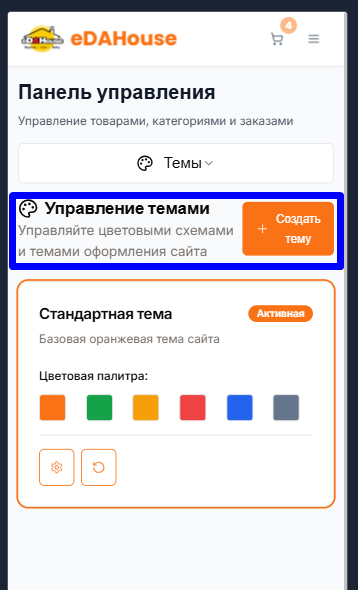 eDAHouse
4
Панель управления
Управление товарами, категориями и заказами
Темы
Управление темами
Управляйте цветовыми схемами
и темами оформления сайта
Создать
тему
Стандартная тема
Активная
Базовая оранжевая тема сайта
Цветовая палитра: